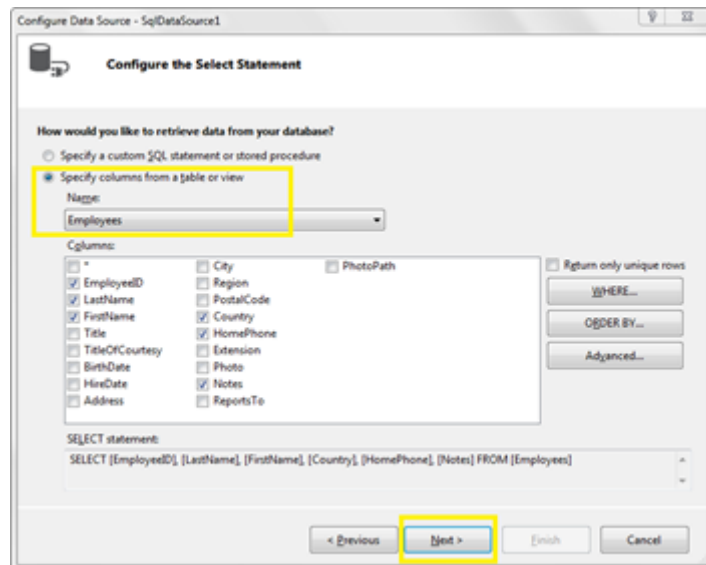 Configure Data Source - SqlDataSource1
Configure the Select Statement
How would you like to retrieve data from your database?
Specify a custom SQL statement or stored procedure
Specify columns from a table or view
Name:
Employees
Columns:
* City PhotoPath Return only unique rows
EmployeeID Region
LastName PostalCode WHERE...
FirstName Country
Title HomePhone ORDER BY...
TitleOfCourtesy Extension
BirthDate Photo Advanced...
HireDate Notes
Address ReportsTo
SELECT statement:
SELECT [EmployeeID], [LastName], [FirstName], [Country], [HomePhone], [Notes] FROM [Employees]
< Previous Next > Finish Cancel